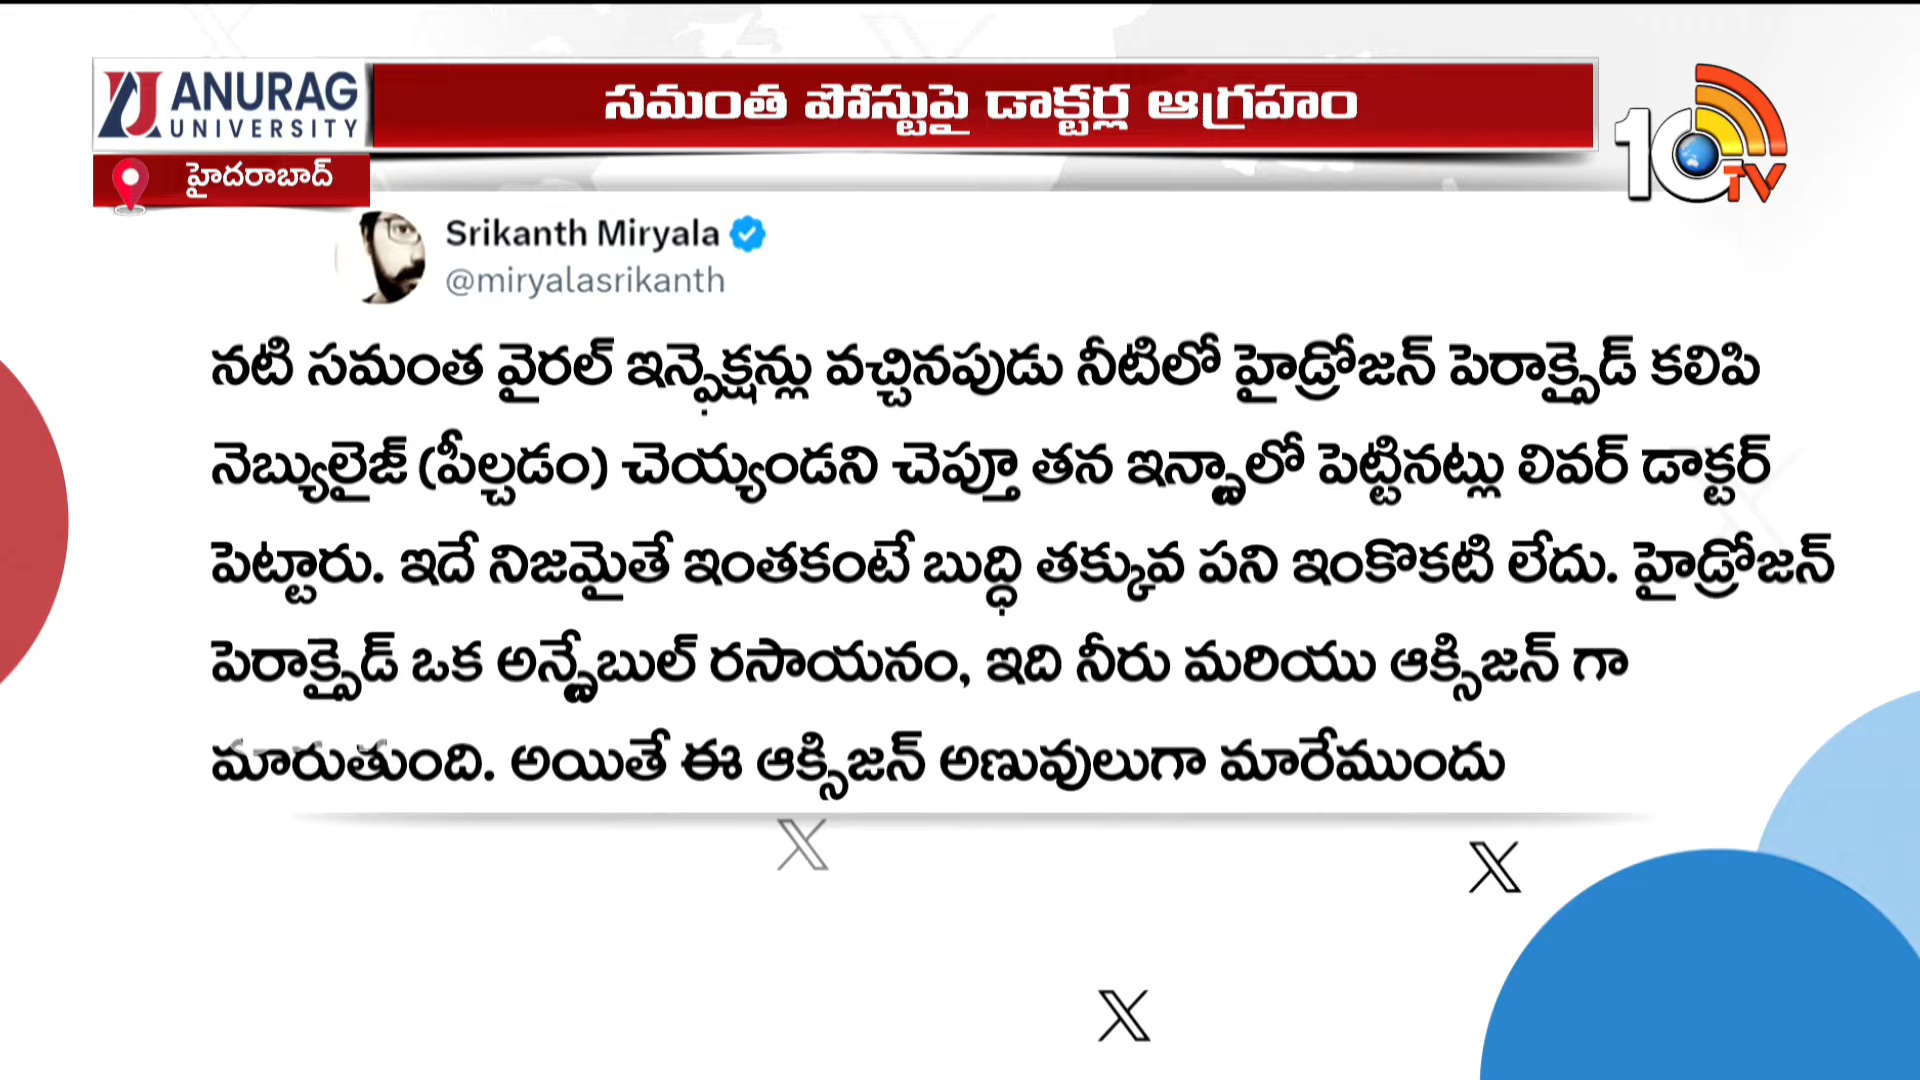 ANURAG
UNIVERSITY
సమంత పోస్టుపై డాక్టర్ల ఆగ్రహం
10TV
హైదరాబాద్
Srikanth Miryala
@miryalasrikanth
నటి సమంత వైరల్ ఇన్ఫెక్షన్లు వచ్చినపుడు నీటిలో హైడ్రోజన్ పెరాక్సైడ్ కలిపి
నెబ్యులైజ్ (పీల్చడం) చెయ్యండని చెప్తూ తన ఇన్స్టాలో పెట్టినట్లు లివర్ డాక్టర్
పెట్టారు. ఇదే నిజమైతే ఇంతకంటే బుద్ధి తక్కువ పని ఇంకొకటి లేదు. హైడ్రోజన్
పెరాక్సైడ్ ఒక అన్స్టేబుల్ రసాయనం, ఇది నీరు మరియు ఆక్సిజన్ గా
మారుతుంది. అయితే ఈ ఆక్సిజన్ అణువులుగా మారేముందు